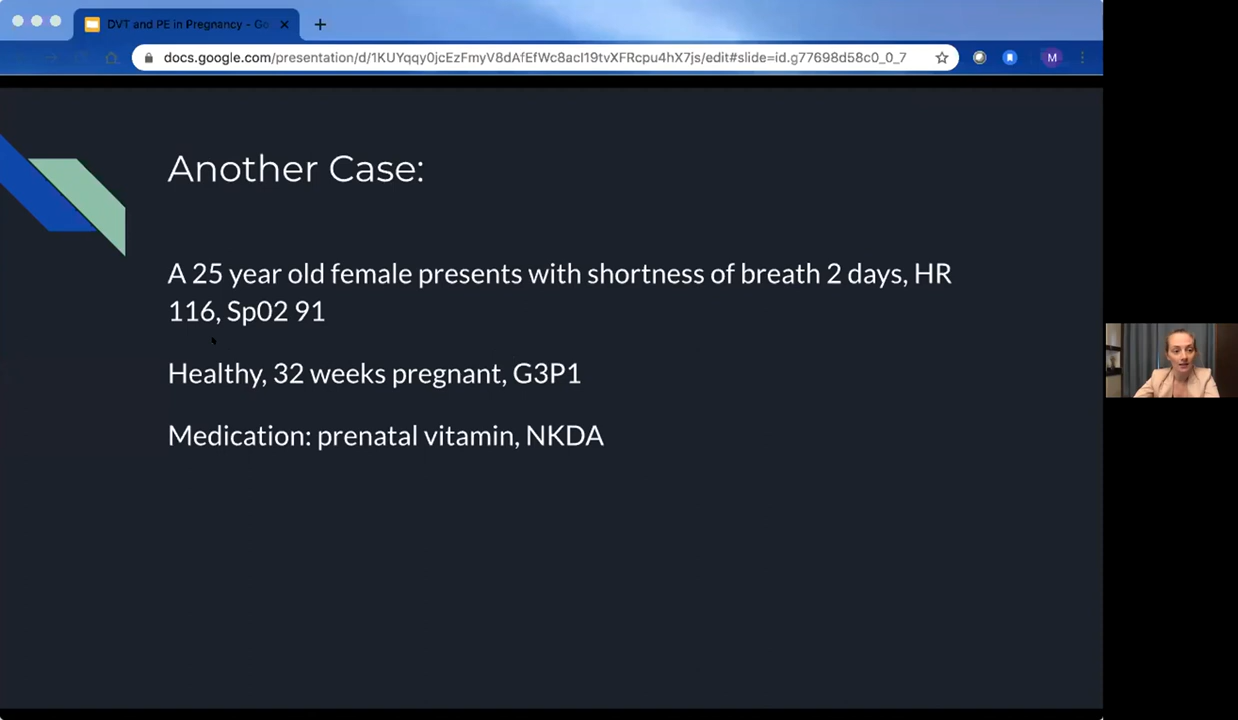 DVT and PE in Pregnancy - Go
docs.google.com/presentation/d/1KUYqqy0jcEzFmyV8dAfEfWc8acI19tvXFRcpu4hX7js/edit#slide=id.g77698d58c0_0_7
M
Another Case:
A 25 year old female presents with shortness of breath 2 days, HR
116, Sp02 91
Healthy, 32 weeks pregnant, G3P1
Medication: prenatal vitamin, NKDA